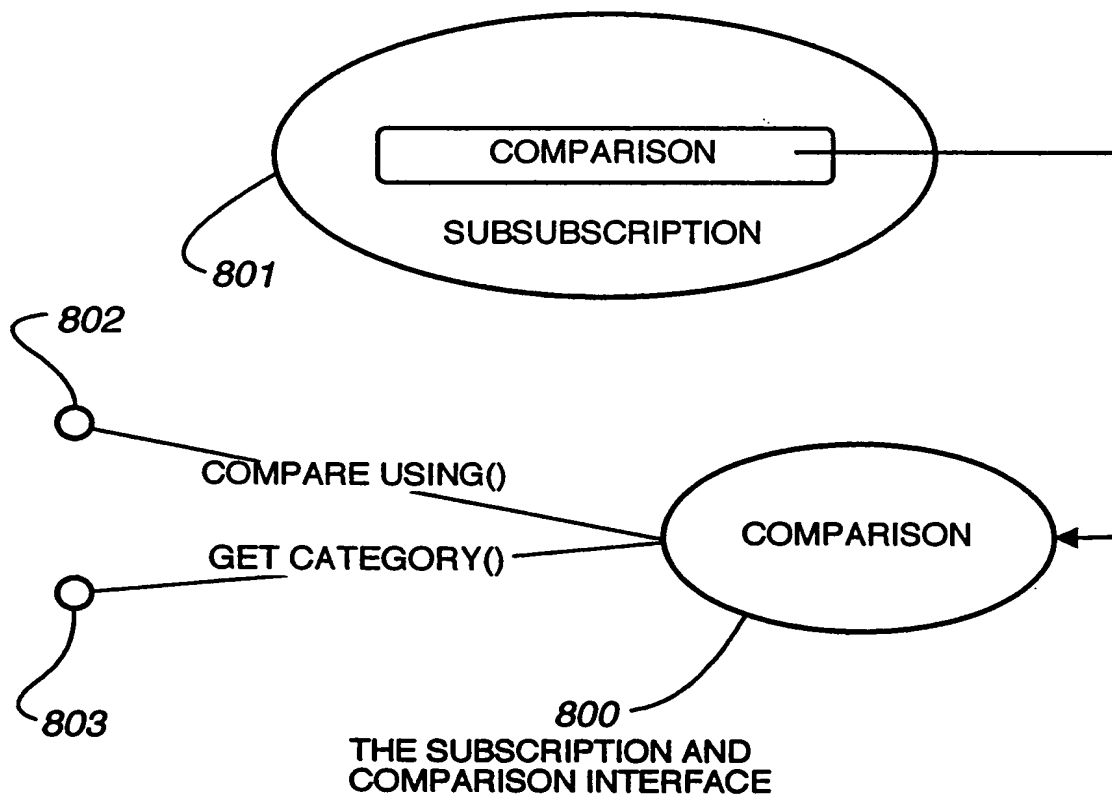 COMPARISON
SUBSUBSCRIPTION
801
802
COMPARE USING()
GET CATEGORY()
COMPARISON
803
800
THE SUBSCRIPTION AND
COMPARISON INTERFACE